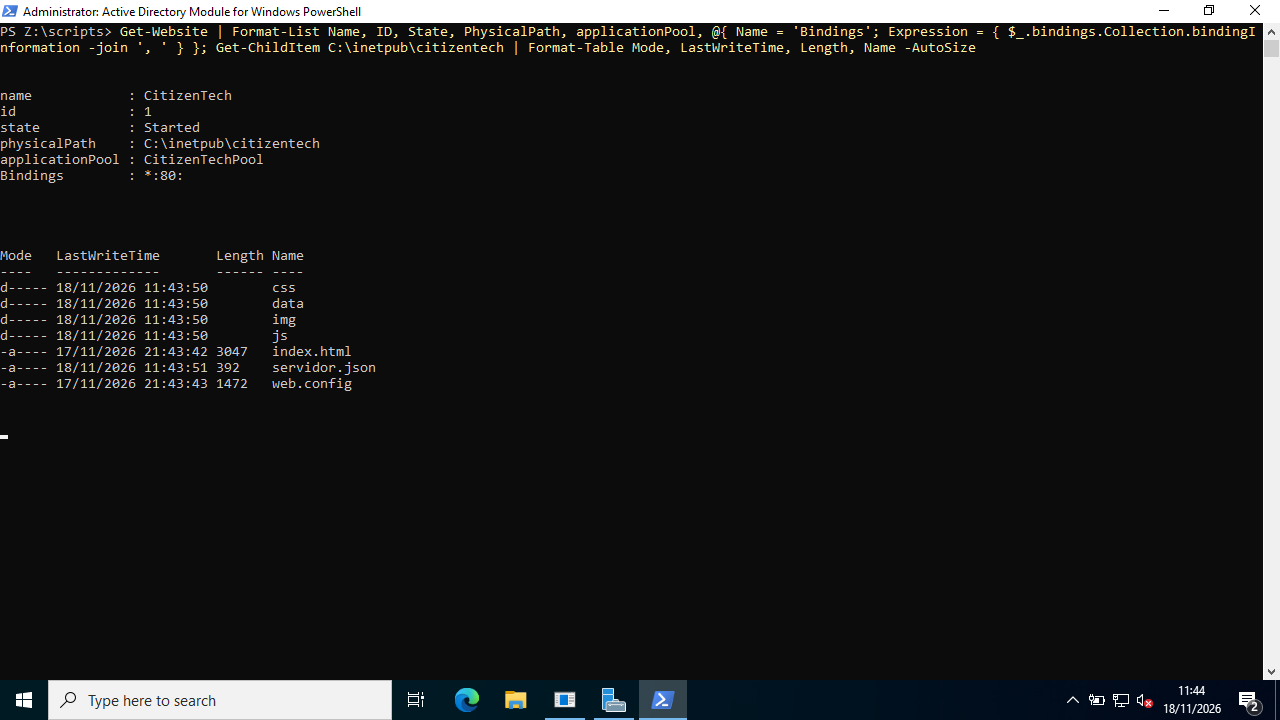 Administrator: Active Directory Module for Windows PowerShell
PS Z:\scripts> Get-Website | Format-List Name, ID, State, PhysicalPath, applicationPool, @{ Name = 'Bindings'; Expression = { $_.bindings.Collection.bindingI
nformation -join ', ' } }; Get-ChildItem C:\inetpub\citizentech | Format-Table Mode, LastWriteTime, Length, Name -AutoSize
name            : CitizenTech
id              : 1
state           : Started
physicalPath    : C:\inetpub\citizentech
applicationPool : CitizenTechPool
Bindings        : *:80:
Mode   LastWriteTime       Length Name
----   -------------       ------ ----
d----- 18/11/2026 11:43:50        css
d----- 18/11/2026 11:43:50        data
d----- 18/11/2026 11:43:50        img
d----- 18/11/2026 11:43:50        js
-a---- 17/11/2026 21:43:42 3047   index.html
-a---- 18/11/2026 11:43:51 392    servidor.json
-a---- 17/11/2026 21:43:43 1472   web.config
Type here to search
11:44
18/11/2026
2